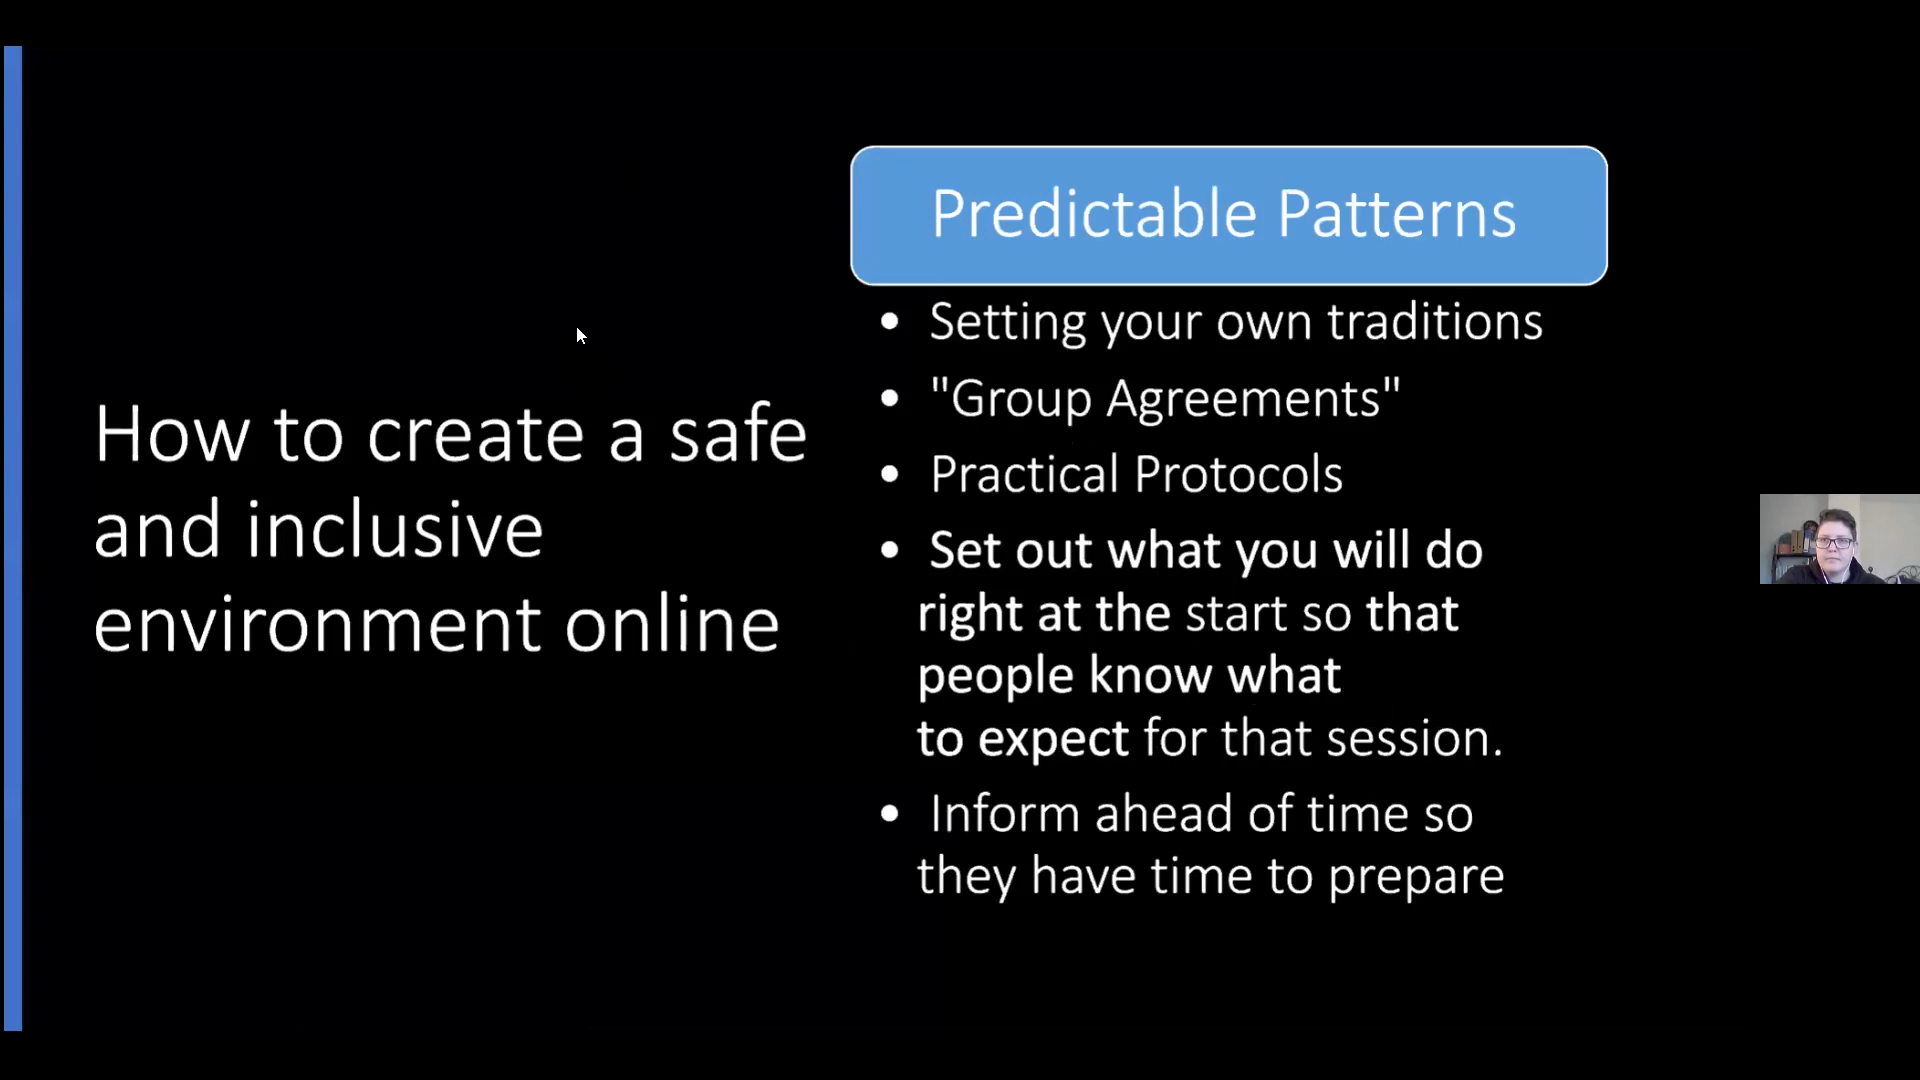 How to create a safe
and inclusive
environment online
Predictable Patterns
• Setting your own traditions
• "Group Agreements"
• Practical Protocols
• Set out what you will do
right at the start so that
people know what
to expect for that session.
• Inform ahead of time so
they have time to prepare